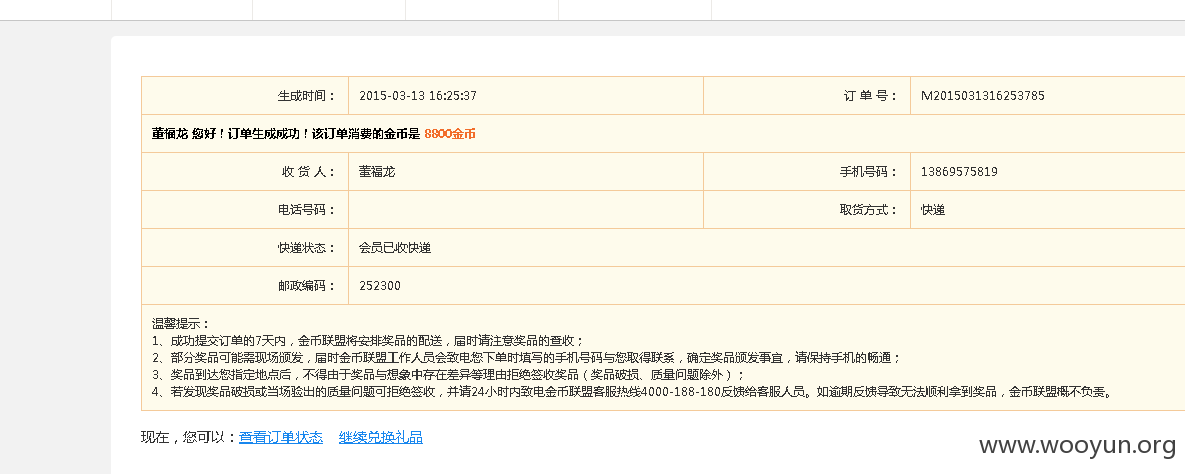 生成时间： 2015-03-13 16:25:37 订 单 号： M2015031316253785
董福龙 您好！订单生成成功！该订单消费的金币是 8800金币
收 货 人： 董福龙 手机号码： 13869575819
电话号码： 取货方式： 快递
快递状态： 会员已收快递
邮政编码： 252300
温馨提示：
1、成功提交订单的7天内，金币联盟将安排奖品的配送，届时请注意奖品的查收；
2、部分奖品可能需现场颁发，届时金币联盟工作人员会致电您下单时填写的手机号码与您取得联系，确定奖品颁发事宜，请保持手机的畅通；
3、奖品到达您指定地点后，不得由于奖品与想象中存在差异等理由拒绝签收奖品（奖品破损、质量问题除外）；
4、若发现奖品破损或当场验出的质量问题可拒绝签收，并请24小时内致电金币联盟客服热线4000-188-180反馈给客服人员。如逾期反馈导致无法顺利拿到奖品，金币联盟概不负责。
现在，您可以：查看订单状态 继续兑换礼品
www.wooyun.org